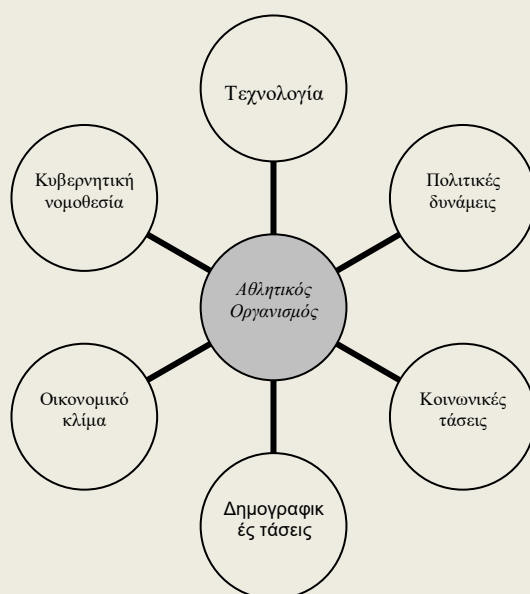 Τεχνολογία
Κυβερνητική
νομοθεσία
Πολιτικές
δυνάμεις
Αθλητικός
Οργανισμός
Οικονομικό
κλίμα
Κοινωνικές
τάσεις
Δημογραφικ
ές τάσεις